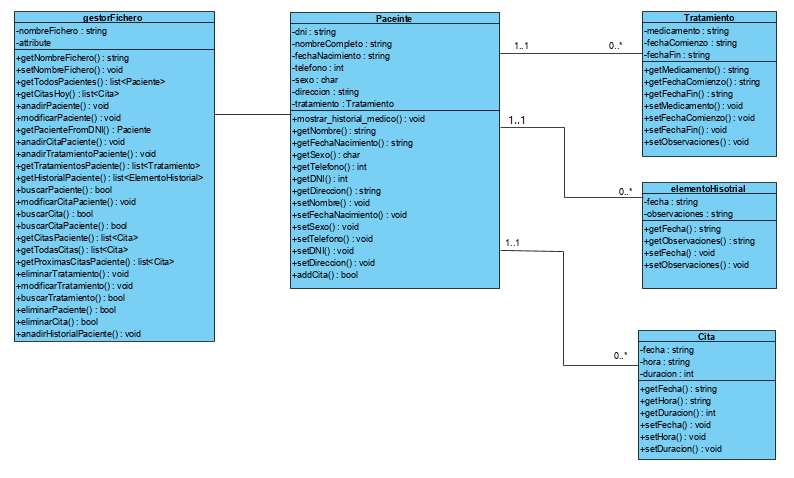 gestorFichero
-nombreFichero : string
-attribute
+getNombreFichero() : string
+setNombreFichero() : void
+getTodosPacientes() : list<Paciente>
+getCitasHoy() : list<Cita>
+anadirPaciente() : void
+modificarPaciente() : void
+getPacienteFromDNI() : Paciente
+anadirCitaPaciente() : void
+anadirTratamientoPaciente() : void
+getTratamientosPaciente() : list<Tratamiento>
+getHistorialPaciente() : list<ElementoHistorial>
+buscarPaciente() : bool
+modificarCitaPaciente() : void
+buscarCita() : bool
+buscarCitaPaciente() : bool
+getCitasPaciente() : list<Cita>
+getTodasCitas() : list<Cita>
+getProximasCitasPaciente() : list<Cita>
+eliminarTratamiento() : void
+modificarTratamiento() : void
+buscarTratamiento() : bool
+eliminarPaciente() : bool
+eliminarCita() : bool
+anadirHistorialPaciente() : void
Paceinte
-dni : string
-nombreCompleto : string
-fechaNacimiento : string
-telefono : int
-sexo : char
-direccion : string
-tratamiento : Tratamiento
+mostrar_historial_medico() : void
+getNombre() : string
+getFechaNacimiento() : string
+getSexo() : char
+getTelefono() : int
+getDNI() : int
+getDireccion() : string
+setNombre() : void
+setFechaNacimiento() : void
+setSexo() : void
+setTelefono() : void
+setDNI() : void
+setDireccion() : void
+addCita() : bool
1..1
0..*
1..1
0..*
1..1
0..*
Tratamiento
-medicamento : string
-fechaComienzo : string
-fechaFin : string
+getMedicamento() : string
+getFechaComienzo() : string
+getFechaFin() : string
+setMedicamento() : void
+setFechaComienzo() : void
+setFechaFin() : void
+setObservaciones() : void
elementoHisotrial
-fecha : string
-observaciones : string
+getFecha() : string
+getObservaciones() : string
+setFecha() : void
+setObservaciones() : void
Cita
-fecha : string
-hora : string
-duracion : int
+getFecha() : string
+getHora() : string
+getDuracion() : int
+setFecha() : void
+setHora() : void
+setDuracion() : void